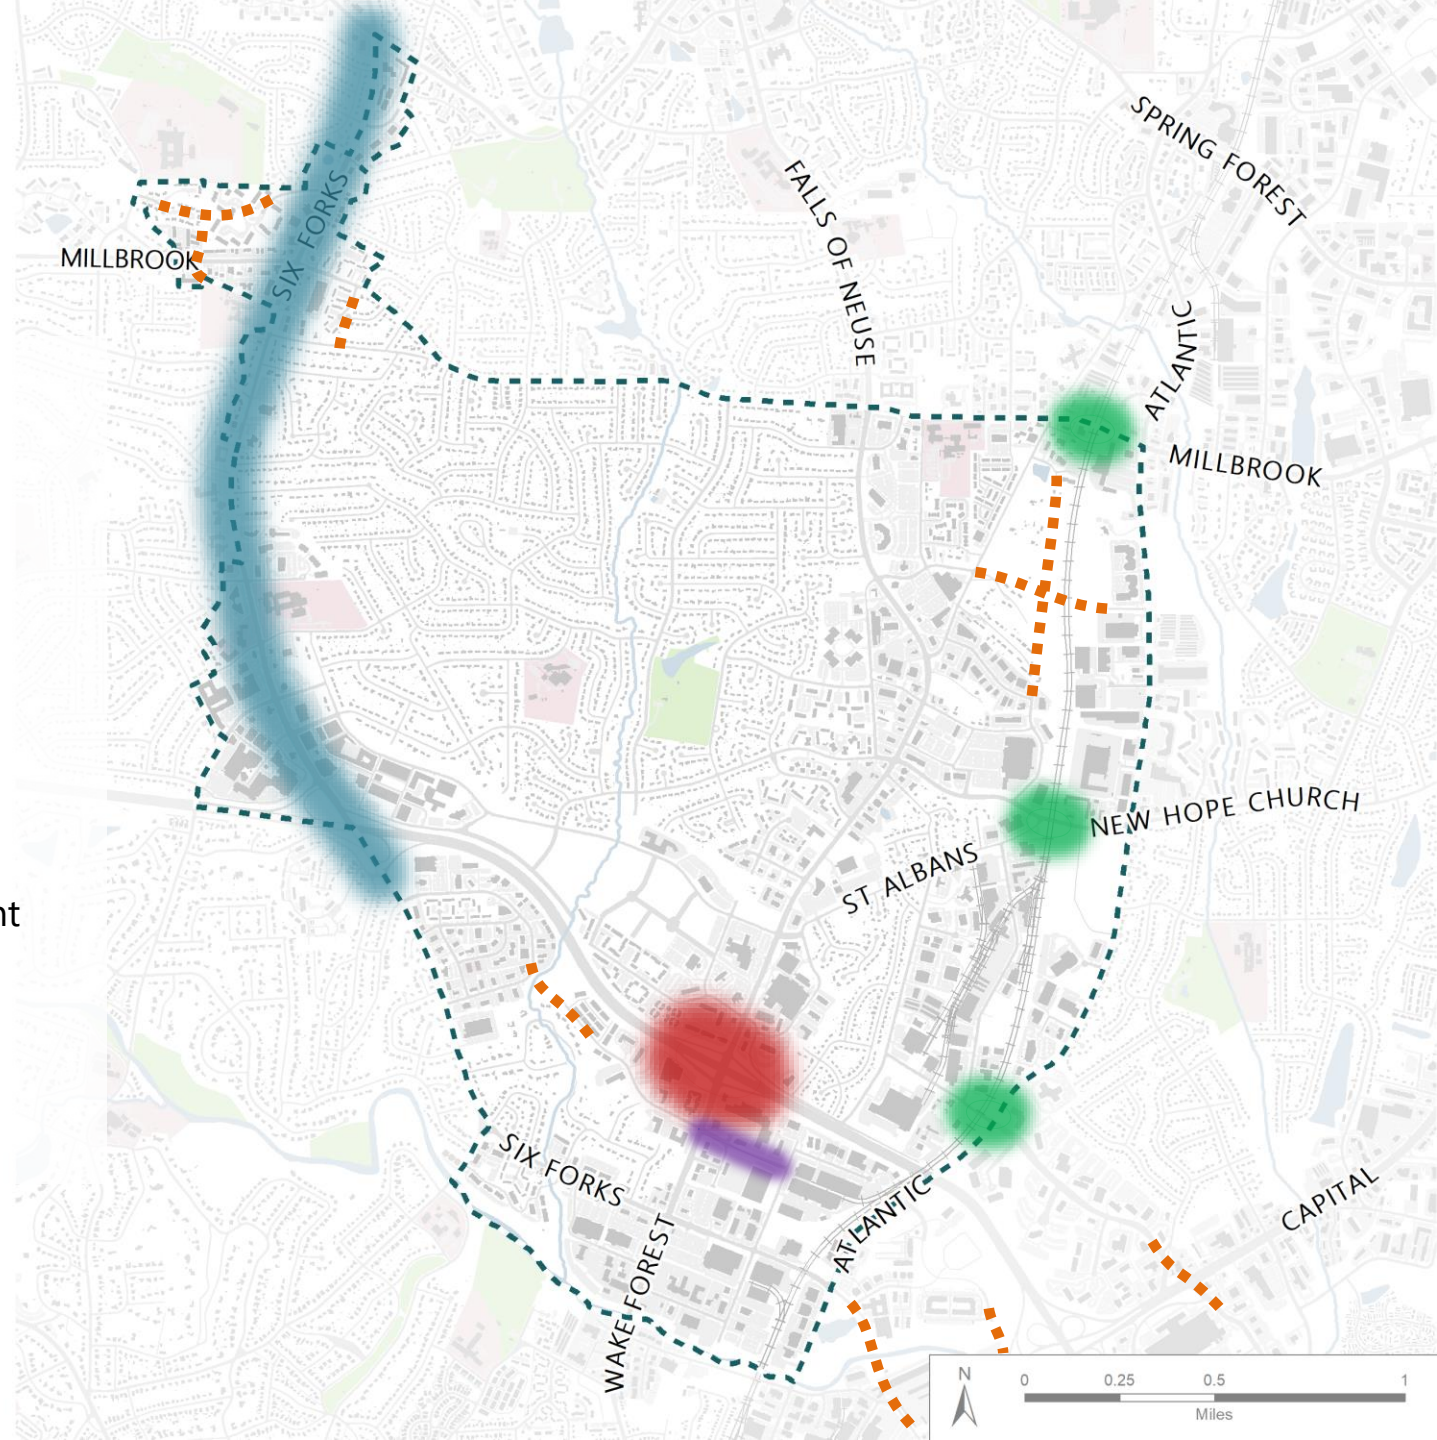 SPRING FOREST
FALLS OF NEUSE
SIX FORKS
MILLBROOK
ATLANTIC
MILLBROOK
NEW HOPE CHURCH
ST ALBANS
nt
SIX FORKS
ATLANTIC
CAPITAL
WAKE FOREST
N
0 0.25 0.5 1
Miles